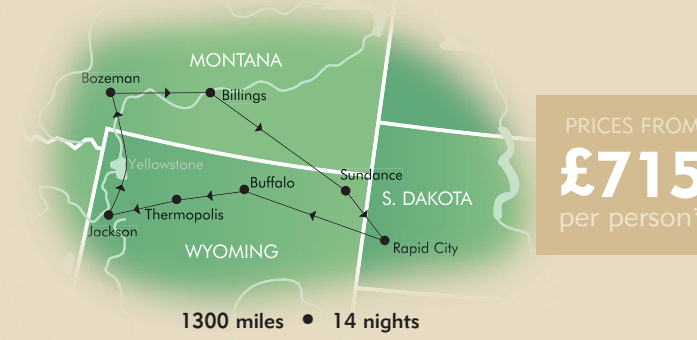 MONTANA
Bozeman
Billings
Yellowstone
Sundance
Buffalo
S. DAKOTA
Thermopolis
Jackson
WYOMING
Rapid City
1300 miles ● 14 nights
PRICES FROM
£715
per person†